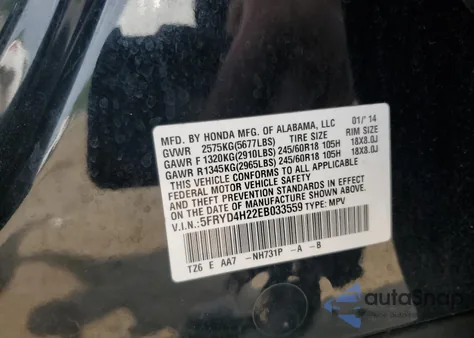 MFD. BY HONDA MFG. OF ALABAMA, LLC 01/'14
GVWR 2575KG(5677LBS) TIRE SIZE RIM SIZE
GAWR F 1320KG(2910LBS) 245/60R18 105H 18X8.0J
GAWR R1345KG(2965LBS) 245/60R18 105H 18X8.0J
THIS VEHICLE CONFORMS TO ALL APPLICABLE
FEDERAL MOTOR VEHICLE SAFETY AND
THEFT PREVENTION STANDARDS IN EFFECT ON
THE DATE OF MANUFACTURE SHOWN ABOVE.
V.I.N.:5FRYD4H22EB033559 TYPE: MPV
TZ6 E AA7 -NH731P -A -B
autoSnap